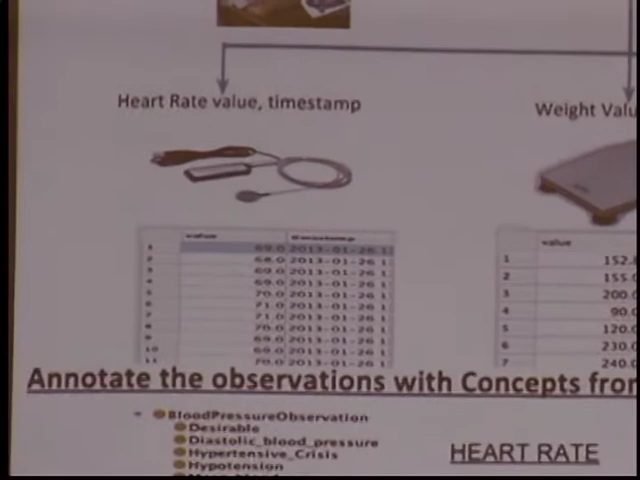 Heart Rate value, timestamp
Weight Valu
value timestamp
1 69.0 2013-01-26 1
2 68.0 2013-01-26 1
3 69.0 2013-01-26 1
4 69.0 2013-01-26 1
5 70.0 2013-01-26 1
6 71.0 2013-01-26 1
7 71.0 2013-01-26 1
8 70.0 2013-01-26 1
9 69.0 2013-01-26 1
10 69.0 2013-01-26 1
11 70.0 2013-01-26 1
value
1 152.
2 155.
3 200.
4 90.
5 120.
6 230.
7 240.
Annotate the observations with Concepts fro
BloodPressureObservation
Desirable
Diastolic_blood_pressure
Hypertensive_Crisis
Hypotension
HEART RATE